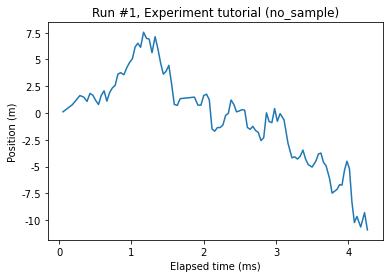 Run #1, Experiment tutorial (no_sample)
Position (m)
7.5
5
2.5
0
-2.5
-5
-7.5
-10
0 1 2 3 4
Elapsed time (ms)